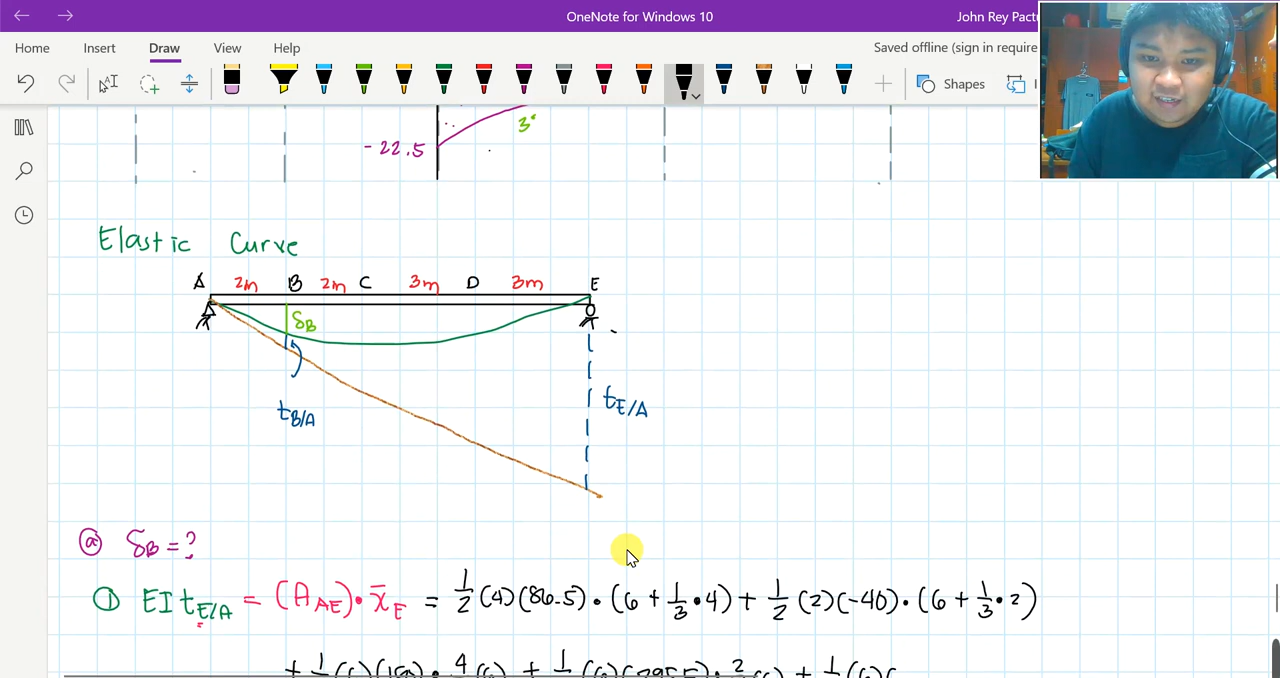 OneNote for Windows 10
John Rey Pactu
Home Insert Draw View Help
Saved offline (sign in require
Shapes
3
- 22.5
Elastic Curve
A 2m B 2m C 3m D 3m E
δB
tB/A
tE/A
ⓐ δB = ?
① EI tE/A = (A AE) • x̄E = 1/2 (4)(86.5) • (6 + 1/3 • 4) + 1/2 (2)(-40) • (6 + 1/3 • 2)